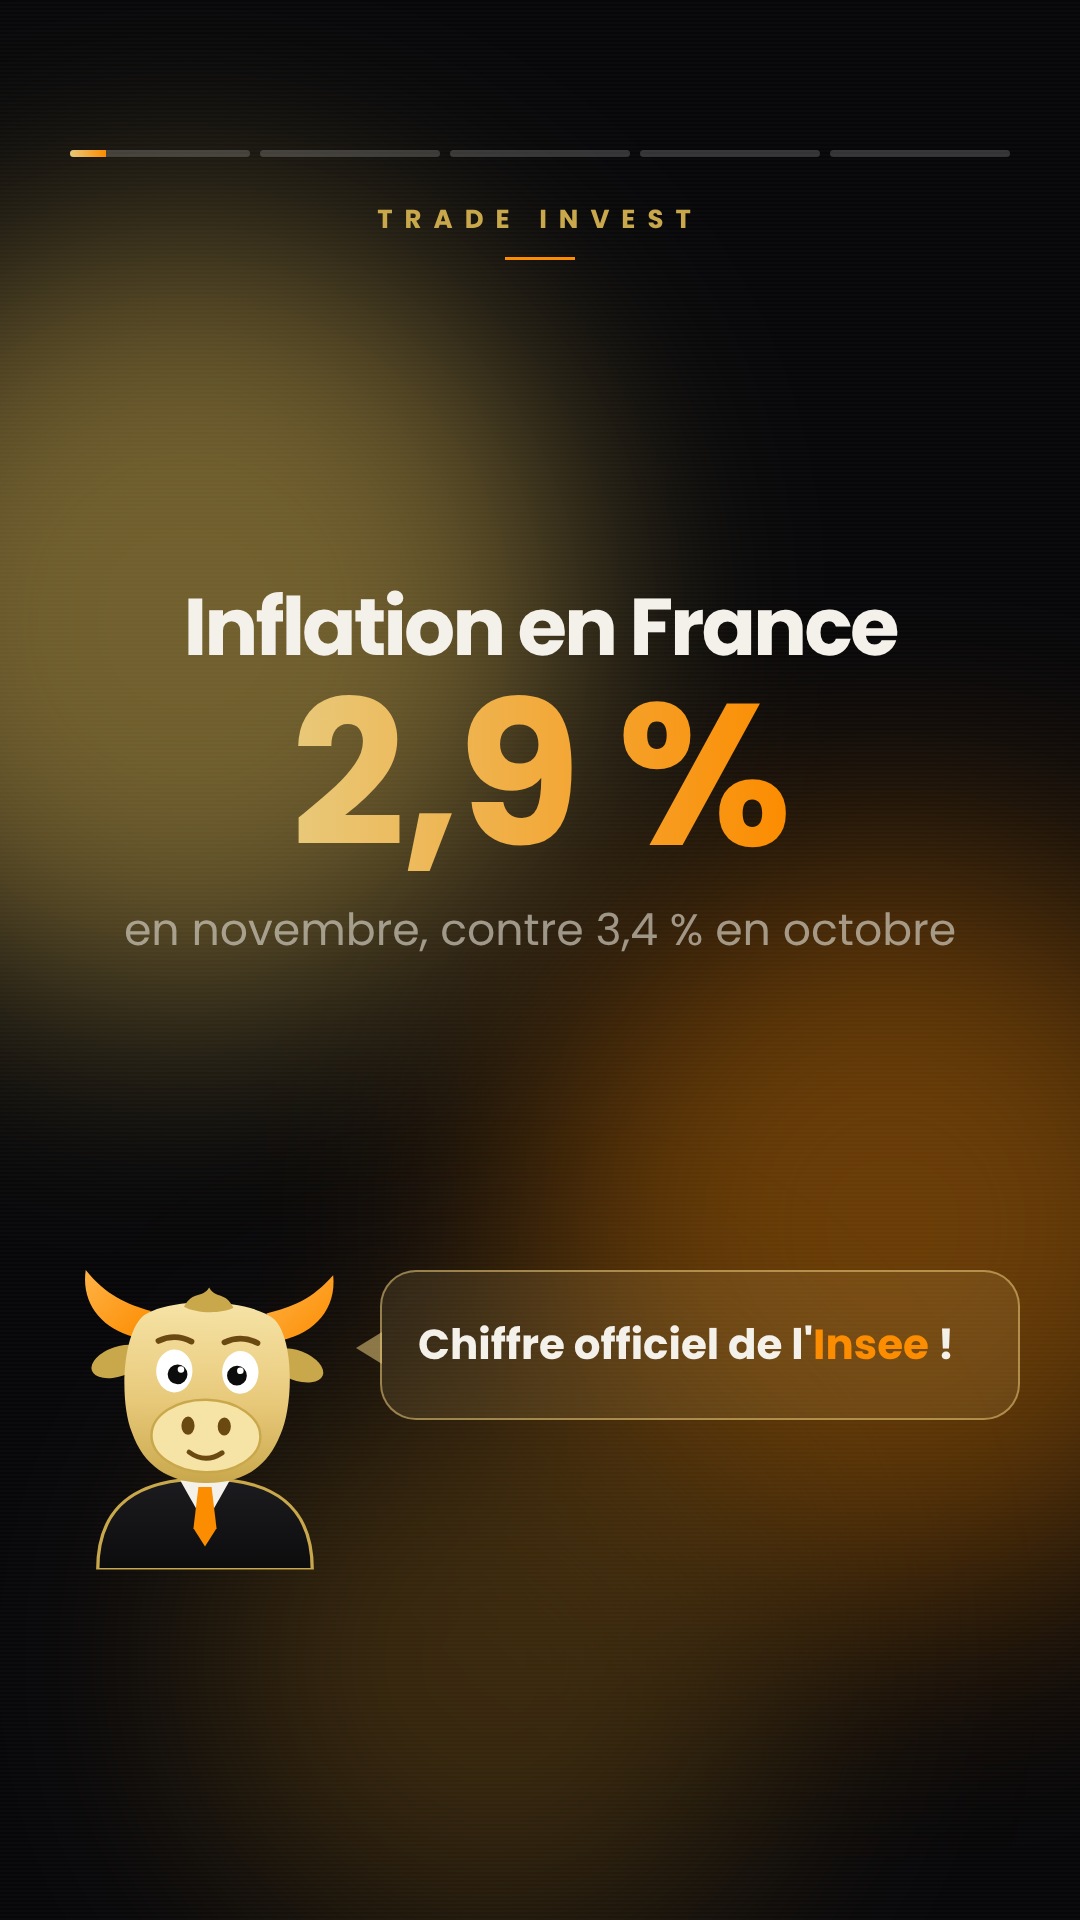 TRADE INVEST
Inflation en France
2,9 %
en novembre, contre 3,4 % en octobre
Chiffre officiel de l'Insee !